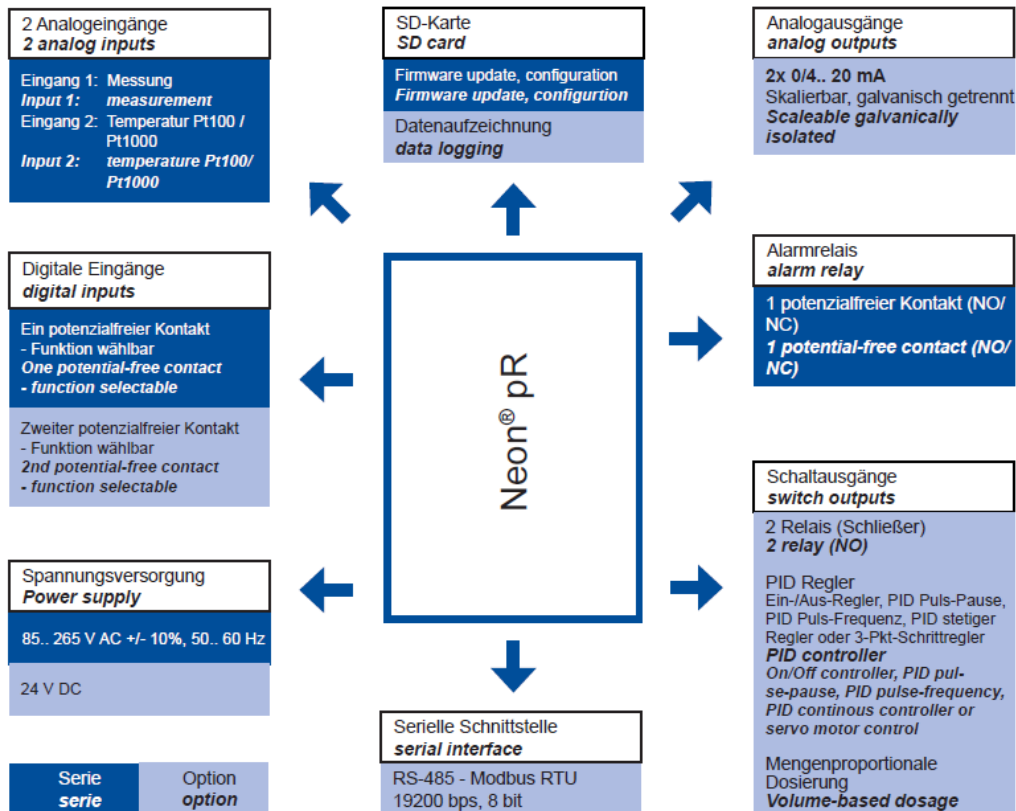 2 Analogeingänge
2 analog inputs
Eingang 1: Messung
Input 1: measurement
Eingang 2: Temperatur Pt100 /
Pt1000
Input 2: temperature Pt100/
Pt1000
SD-Karte
SD card
Firmware update, configuration
Firmware update, configurtion
Datenaufzeichnung
data logging
Analogausgänge
analog outputs
2x 0/4.. 20 mA
Skalierbar, galvanisch getrennt
Scaleable galvanically
isolated
Digitale Eingänge
digital inputs
Ein potenzialfreier Kontakt
- Funktion wählbar
One potential-free contact
- function selectable
Zweiter potenzialfreier Kontakt
- Funktion wählbar
2nd potential-free contact
- function selectable
Neon® pR
Alarmrelais
alarm relay
1 potenzialfreier Kontakt (NO/
NC)
1 potential-free contact (NO/
NC)
Spannungsversorgung
Power supply
85.. 265 V AC +/- 10%, 50.. 60 Hz
24 V DC
Schaltausgänge
switch outputs
2 Relais (Schließer)
2 relay (NO)
PID Regler
Ein-/Aus-Regler, PID Puls-Pause,
PID Puls-Frequenz, PID stetiger
Regler oder 3-Pkt-Schrittregler
PID controller
On/Off controller, PID pul-
se-pause, PID pulse-frequency,
PID continous controller or
servo motor control
Mengenproportionale
Dosierung
Volume-based dosage
Serielle Schnittstelle
serial interface
RS-485 - Modbus RTU
19200 bps, 8 bit
Serie
serie
Option
option